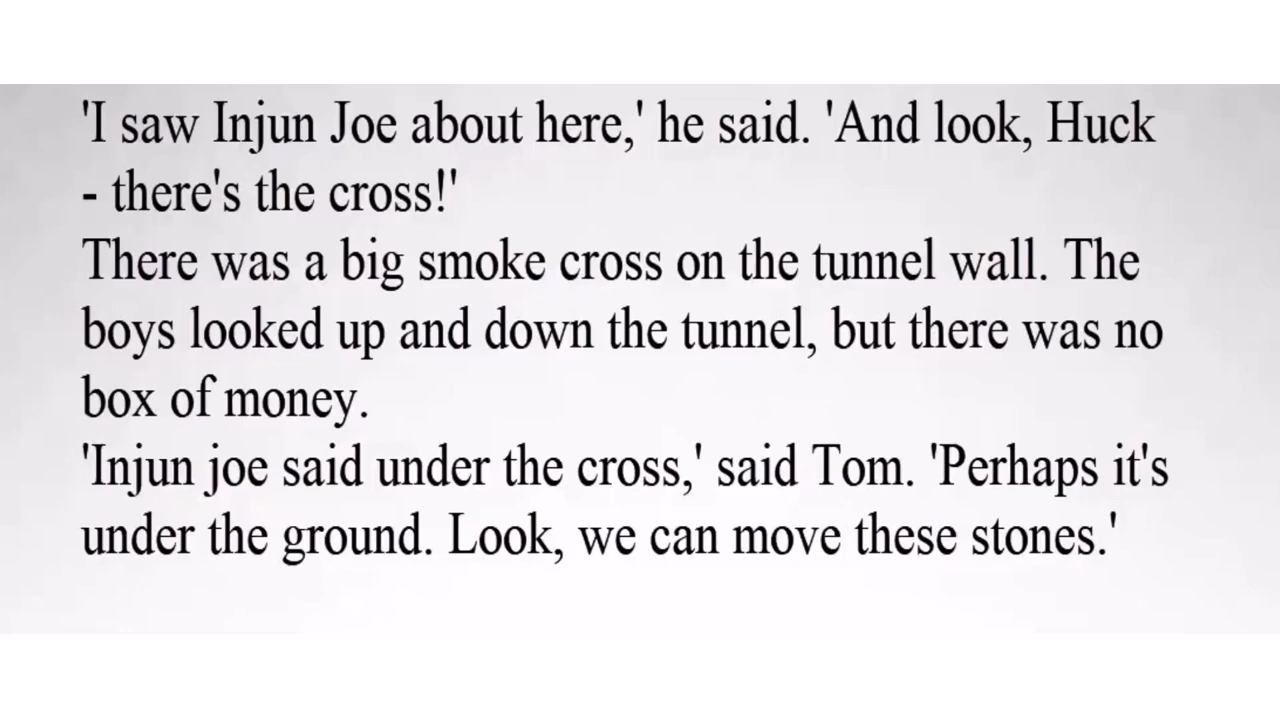 'I saw Injun Joe about here,' he said. 'And look, Huck
- there's the cross!'
There was a big smoke cross on the tunnel wall. The
boys looked up and down the tunnel, but there was no
box of money.
'Injun joe said under the cross,' said Tom. 'Perhaps it's
under the ground. Look, we can move these stones.'